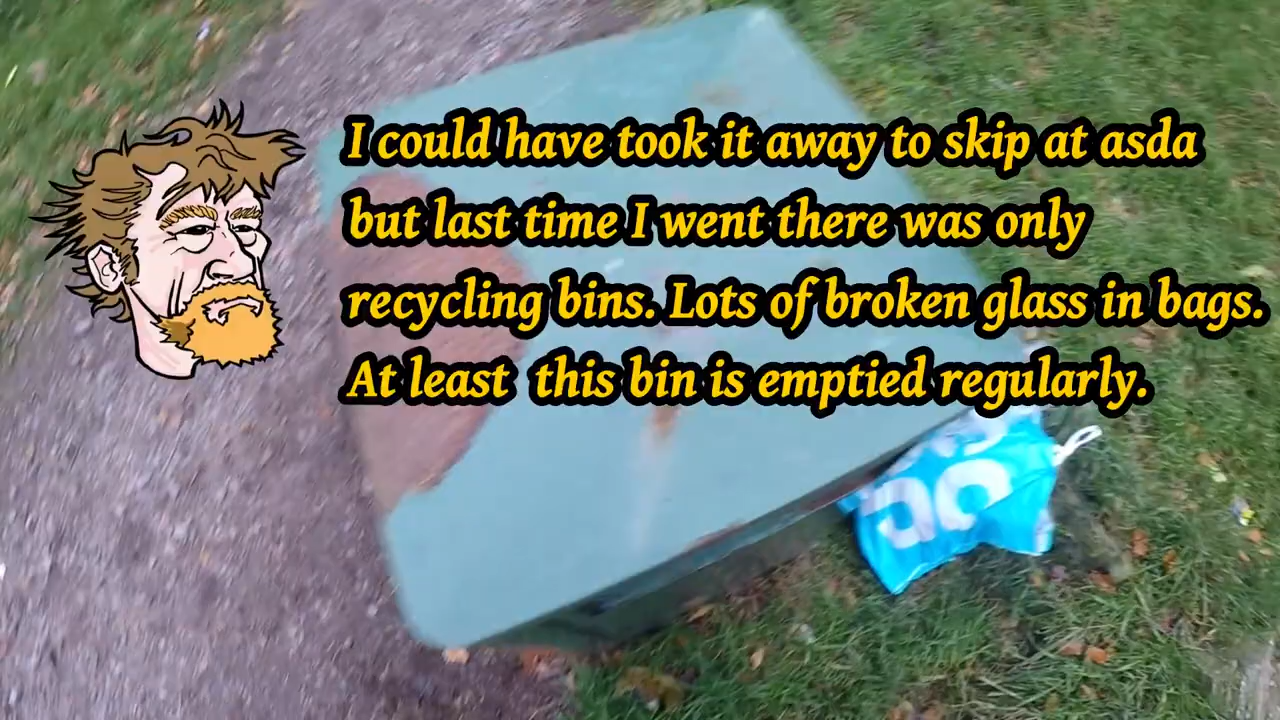 I could have took it away to skip at asda
but last time I went there was only
recycling bins. Lots of broken glass in bags.
At least this bin is emptied regularly.